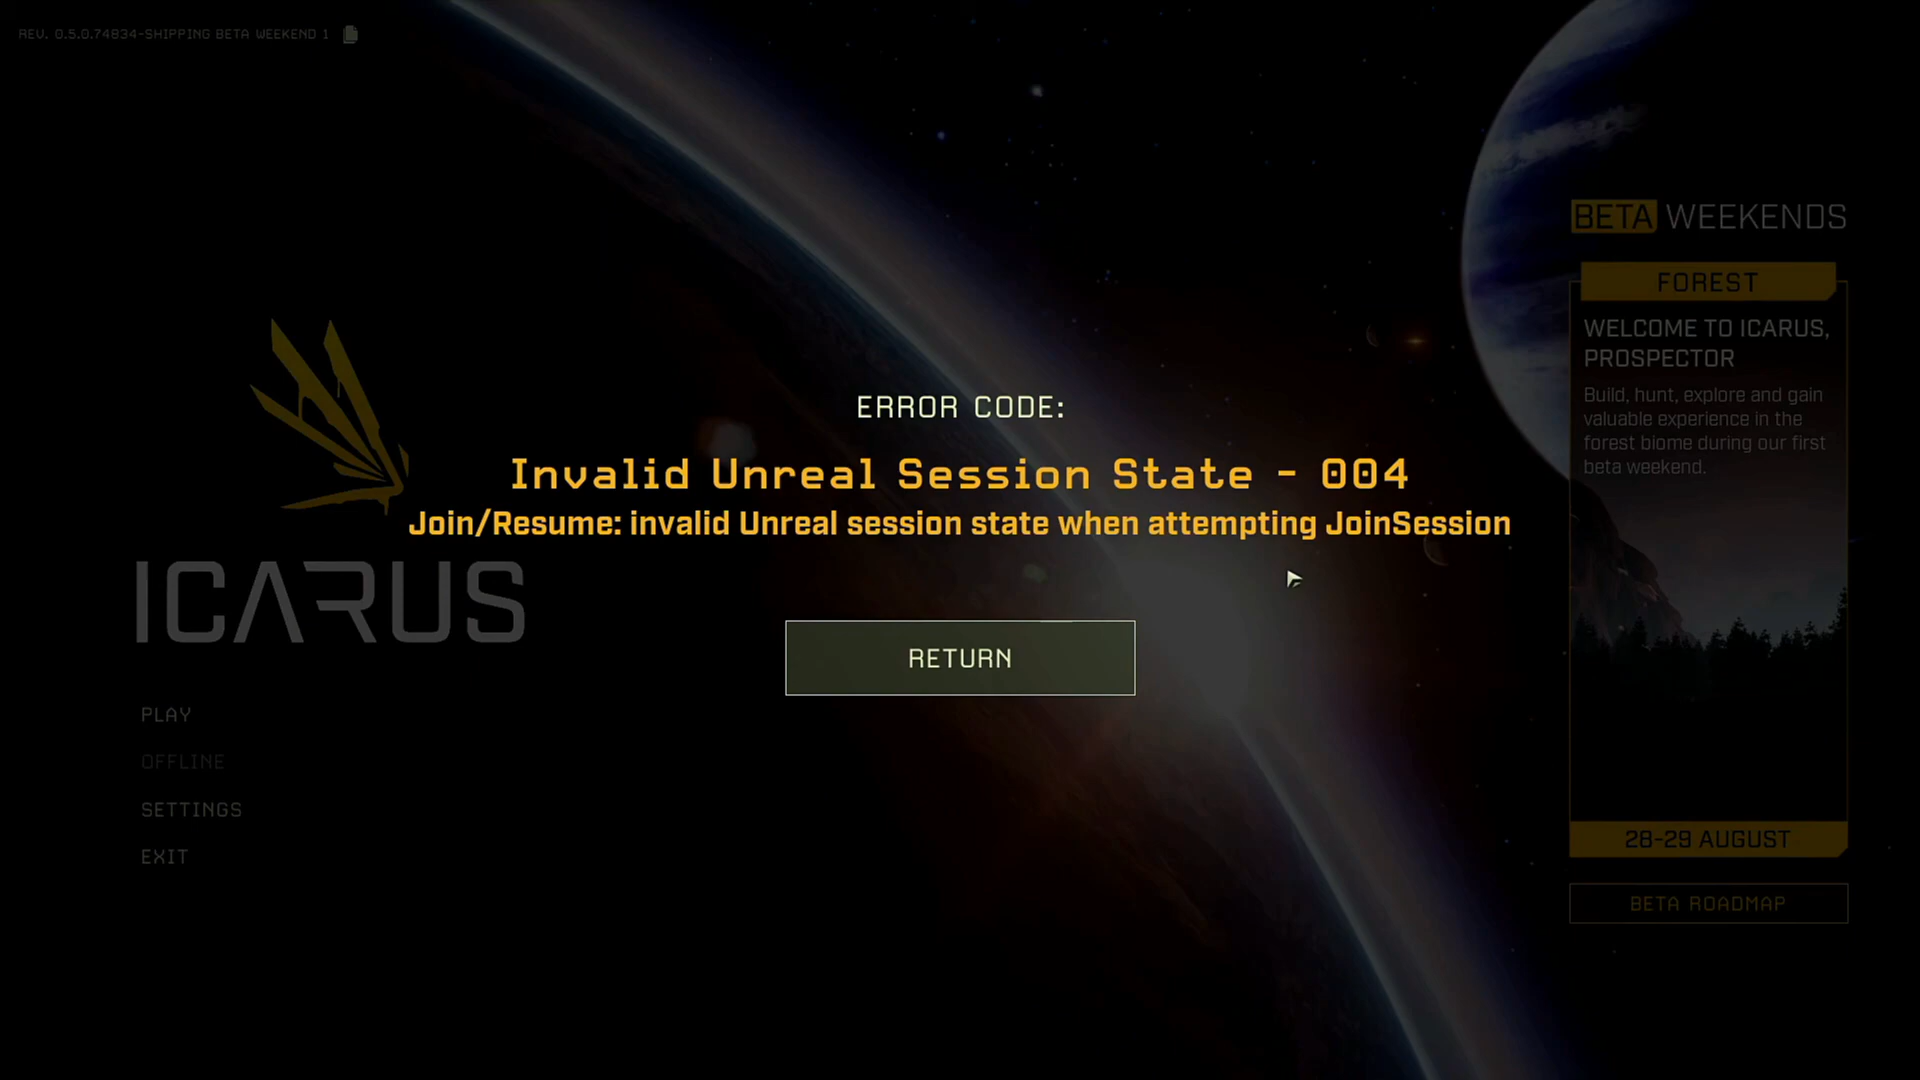 REV. 0.5.0.74834-SHIPPING BETA WEEKEND 1
BETA WEEKENDS
FOREST
WELCOME TO ICARUS,
PROSPECTOR
Build, hunt, explore and gain
valuable experience in the
forest biome during our first
beta weekend.
ERROR CODE:
Invalid Unreal Session State - 004
Join/Resume: invalid Unreal session state when attempting JoinSession
RETURN
ICARUS
PLAY
OFFLINE
SETTINGS
EXIT
28-29 AUGUST
BETA ROADMAP